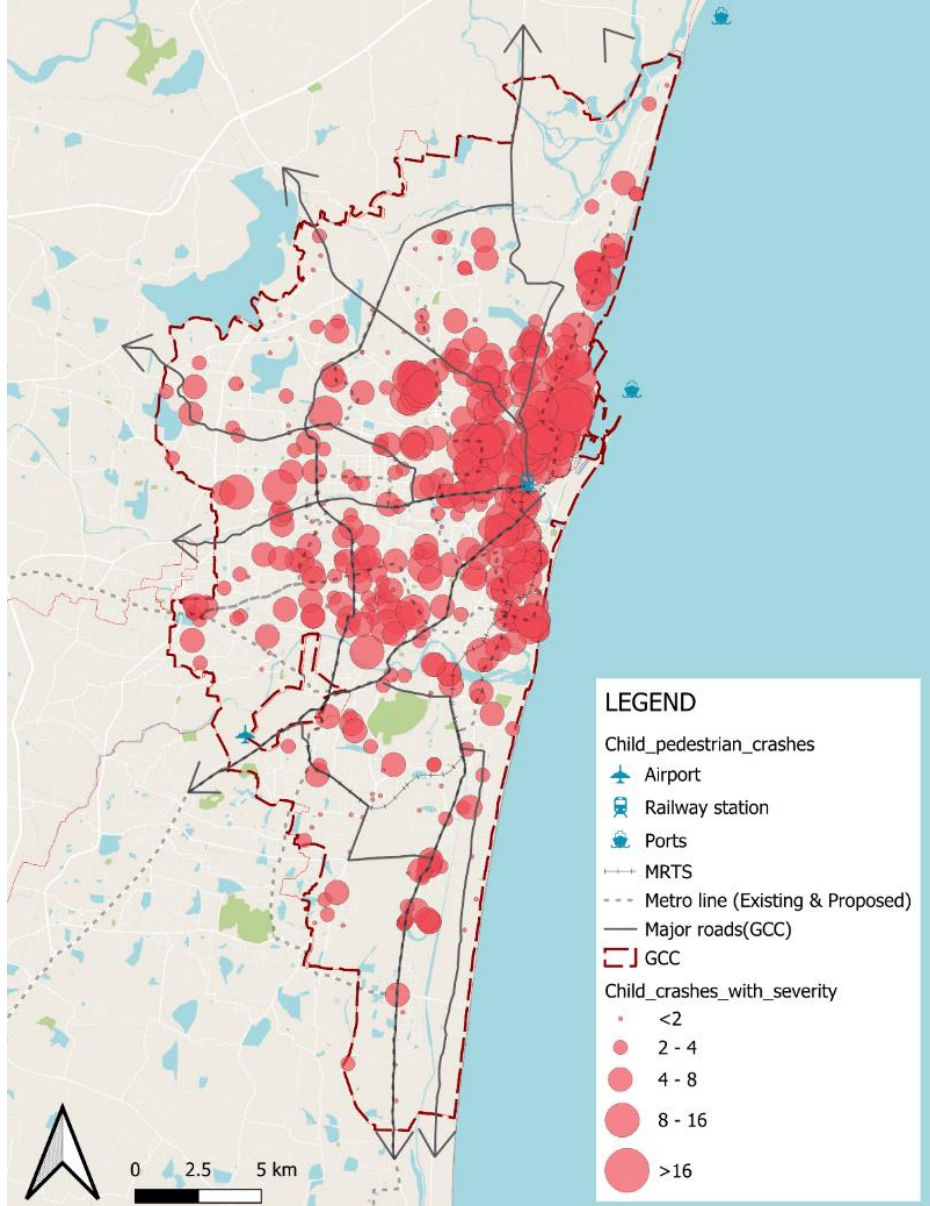 LEGEND
Child_pedestrian_crashes
Airport
Railway station
Ports
MRTS
Metro line (Existing & Proposed)
Major roads(GCC)
GCC
Child_crashes_with_severity
<2
2 - 4
4 - 8
8 - 16
>16
0 2.5 5 km